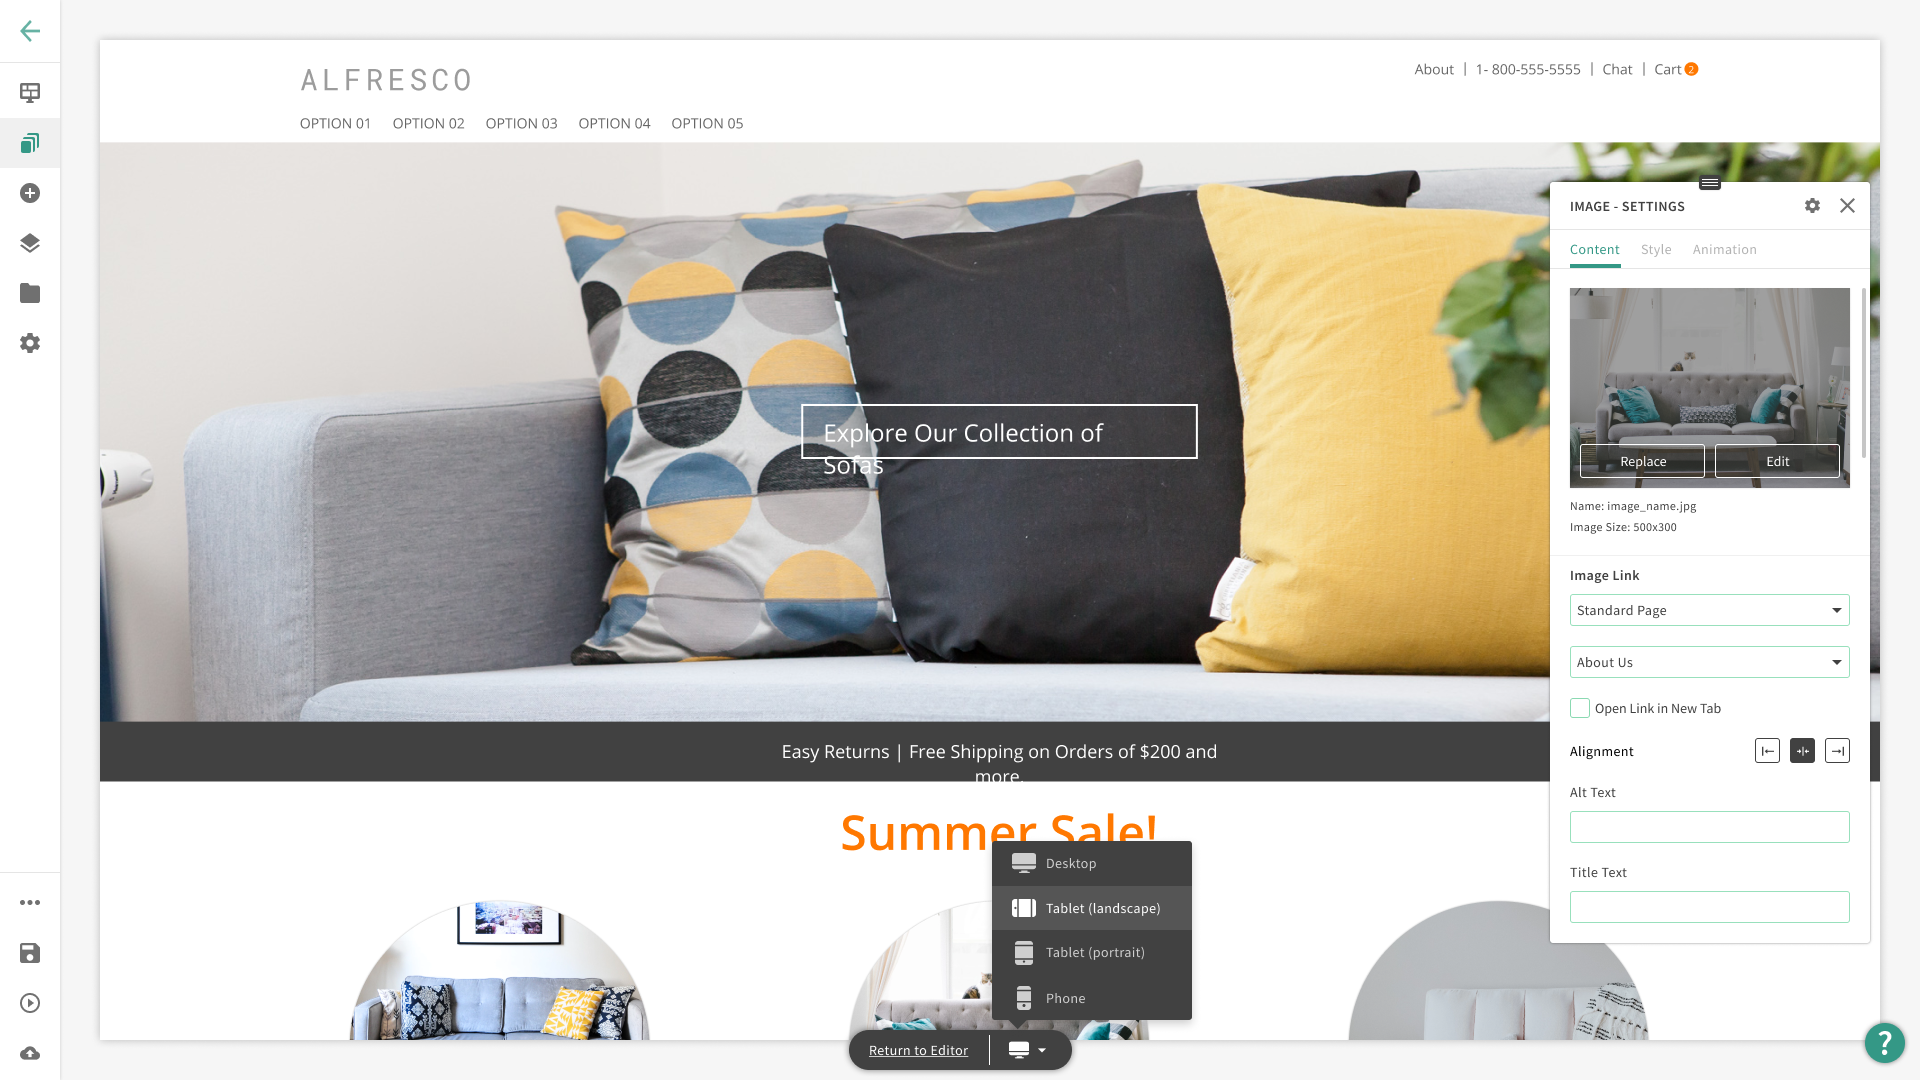 ALFRESCO
About | 1- 800-555-5555 | Chat | Cart 2
OPTION 01 OPTION 02 OPTION 03 OPTION 04 OPTION 05
Explore Our Collection of
Sofas
Easy Returns | Free Shipping on Orders of $200 and
more.
Summer Sale!
Desktop
Tablet (landscape)
Tablet (portrait)
Phone
Return to Editor
IMAGE - SETTINGS
Content Style Animation
Replace Edit
Name: image_name.jpg
Image Size: 500x300
Image Link
Standard Page
About Us
Open Link in New Tab
Alignment
Alt Text
Title Text
?